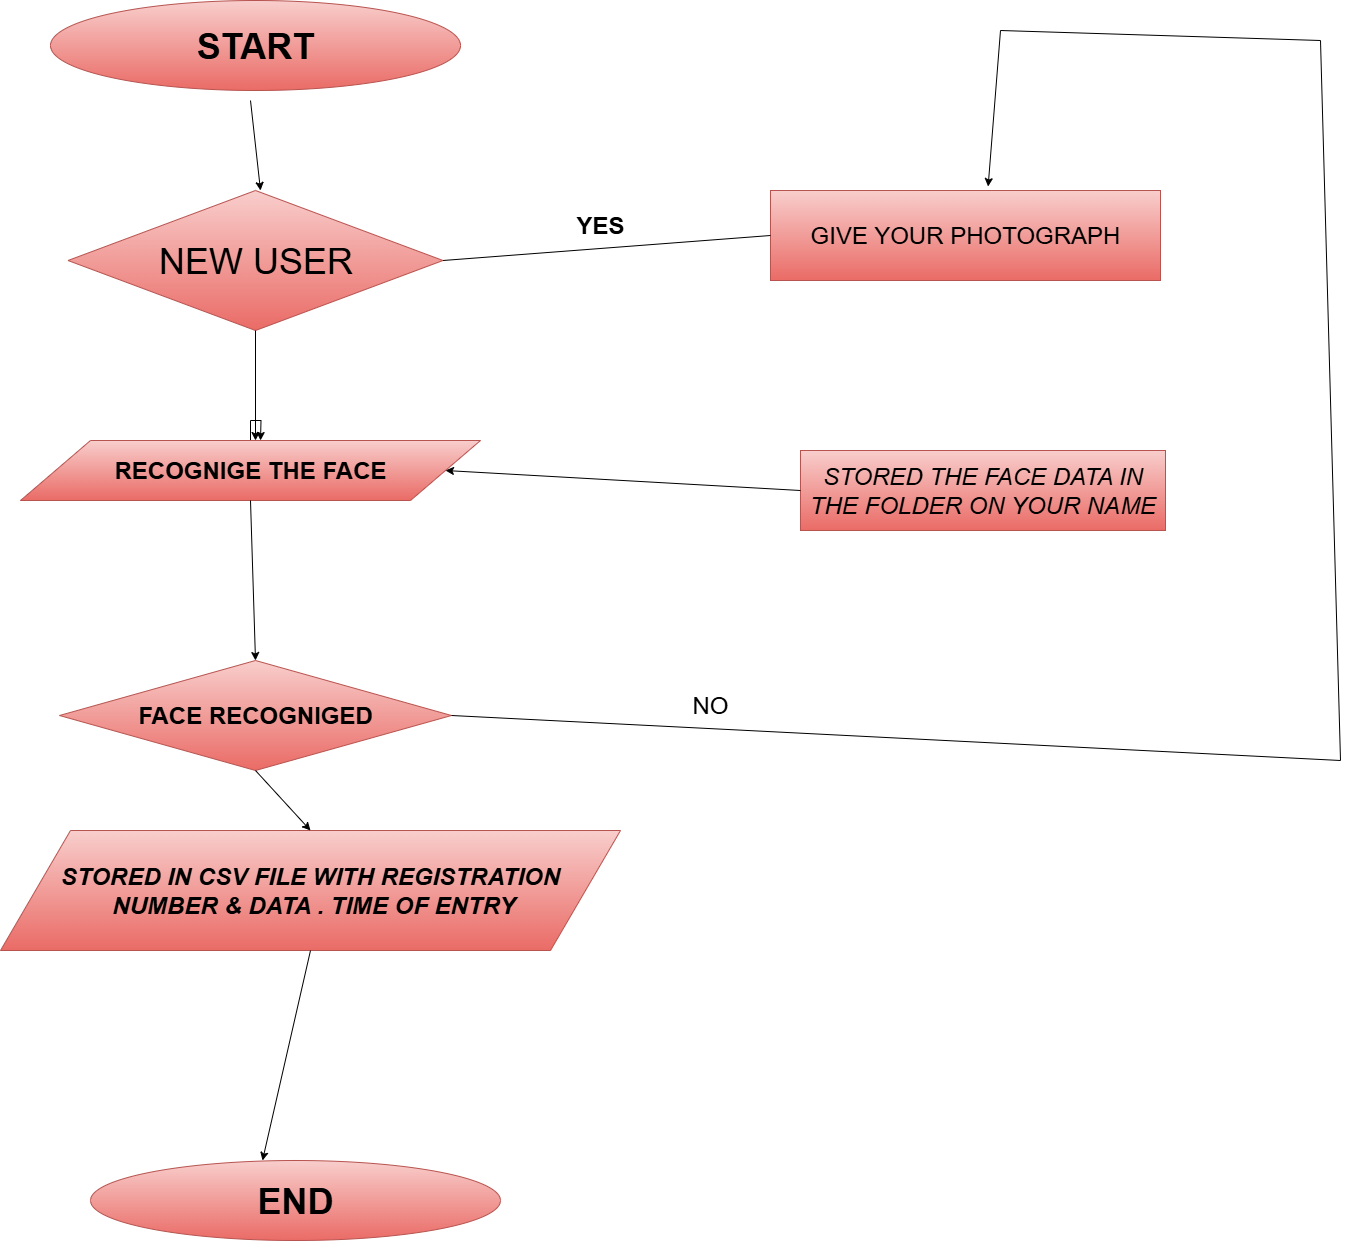 START
NEW USER
YES
GIVE YOUR PHOTOGRAPH
RECOGNIGE THE FACE
STORED THE FACE DATA IN
THE FOLDER ON YOUR NAME
FACE RECOGNIGED
NO
STORED IN CSV FILE WITH REGISTRATION
NUMBER & DATA . TIME OF ENTRY
END